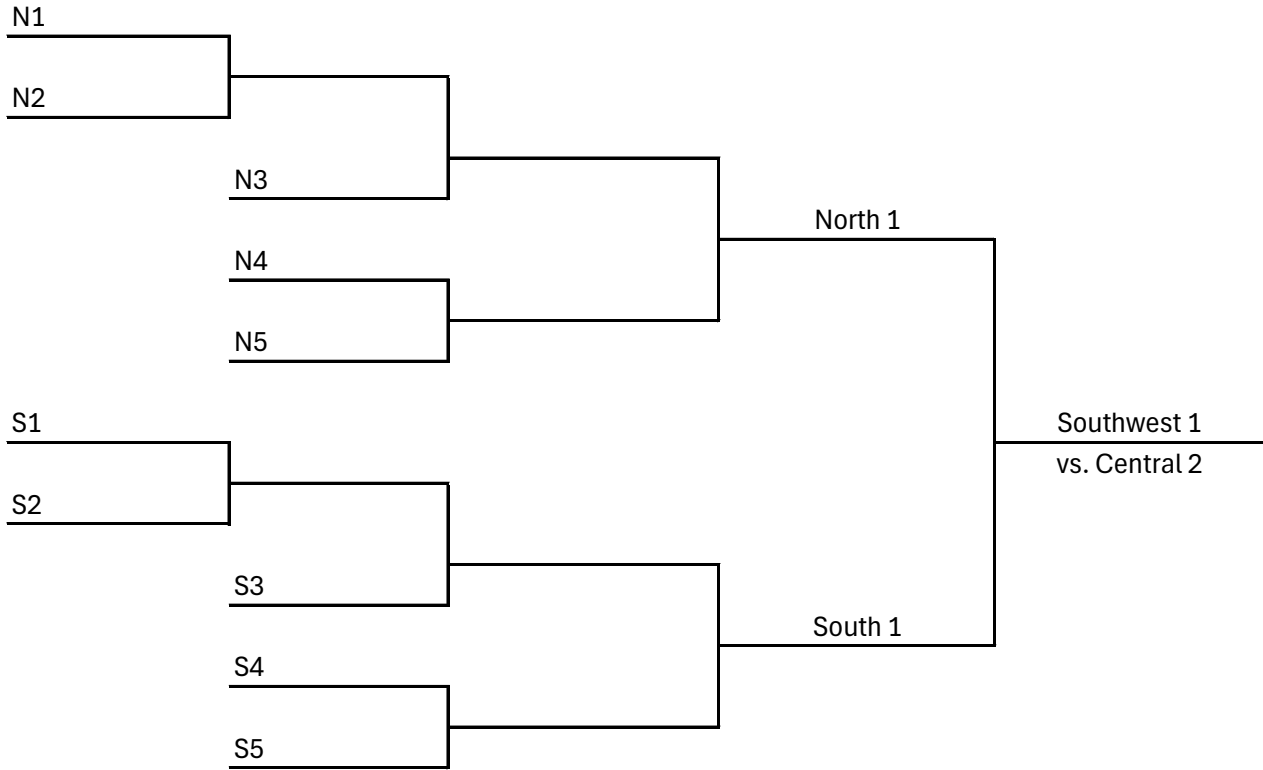 N1
N2
N3
North 1
N4
N5
S1
Southwest 1
vs. Central 2
S2
S3
South 1
S4
S5